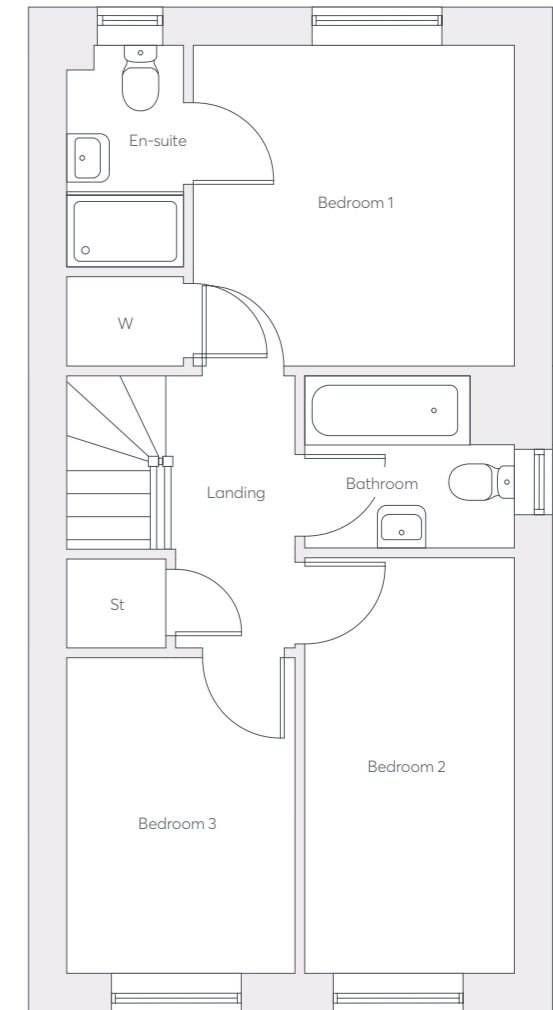 En-suite
Bedroom 1
W
Landing
Bathroom
St
Bedroom 2
Bedroom 3